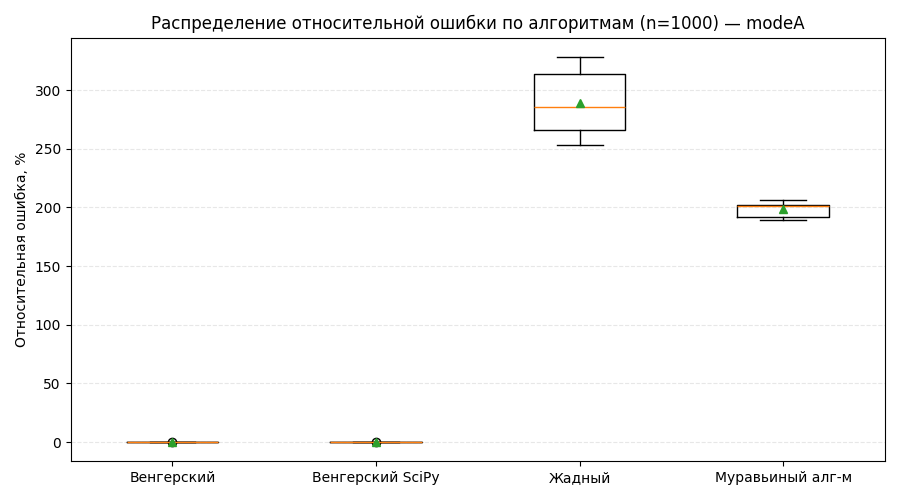 Распределение относительной ошибки по алгоритмам (n=1000) — modeA
Относительная ошибка, %
300
250
200
150
100
50
0
Венгерский
Венгерский SciPy
Жадный
Муравьиный алг-м